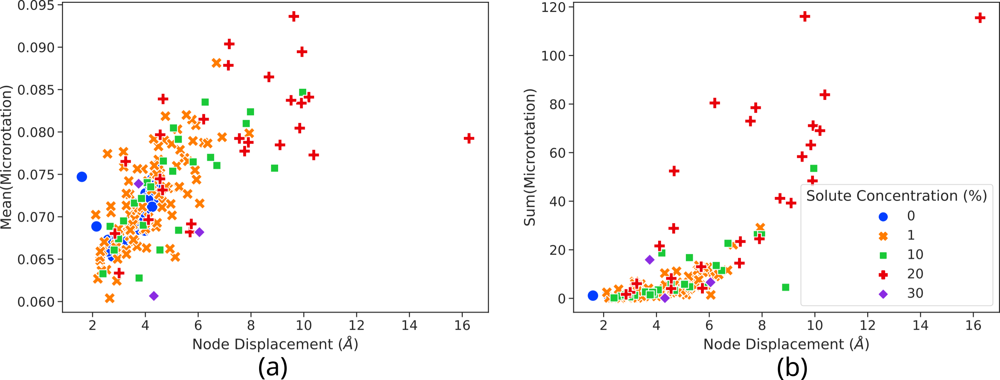 0.095
0.090
0.085
0.080
0.075
0.070
0.065
0.060
Mean(Microrotation)
2 4 6 8 10 12 14 16
Node Displacement (Å)
(a)
120
100
80
60
40
20
0
Sum(Microrotation)
Solute Concentration (%)
0
1
10
20
30
2 4 6 8 10 12 14 16
Node Displacement (Å)
(b)